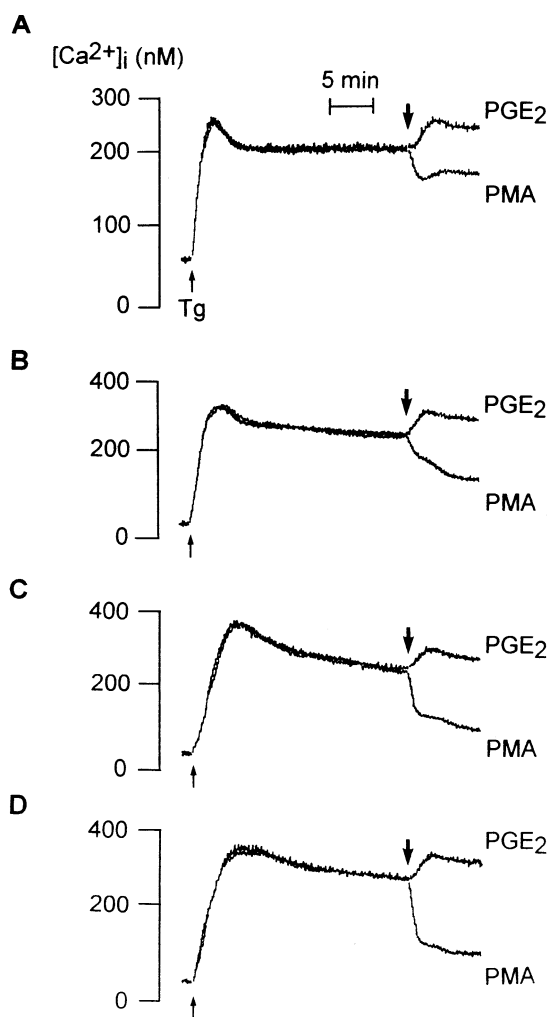 A
[Ca2+]i (nM)
5 min
300
PGE2
200
PMA
100
0
Tg
B
400
PGE2
200
PMA
0
C
400
PGE2
200
PMA
0
D
400
PGE2
200
PMA
0